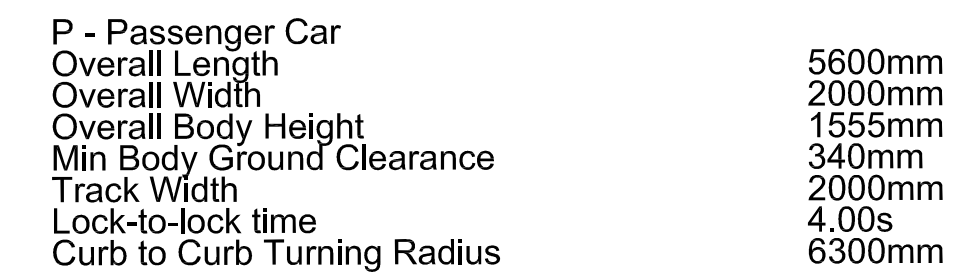 P - Passenger Car
Overall Length 5600mm
Overall Width 2000mm
Overall Body Height 1555mm
Min Body Ground Clearance 340mm
Track Width 2000mm
Lock-to-lock time 4.00s
Curb to Curb Turning Radius 6300mm